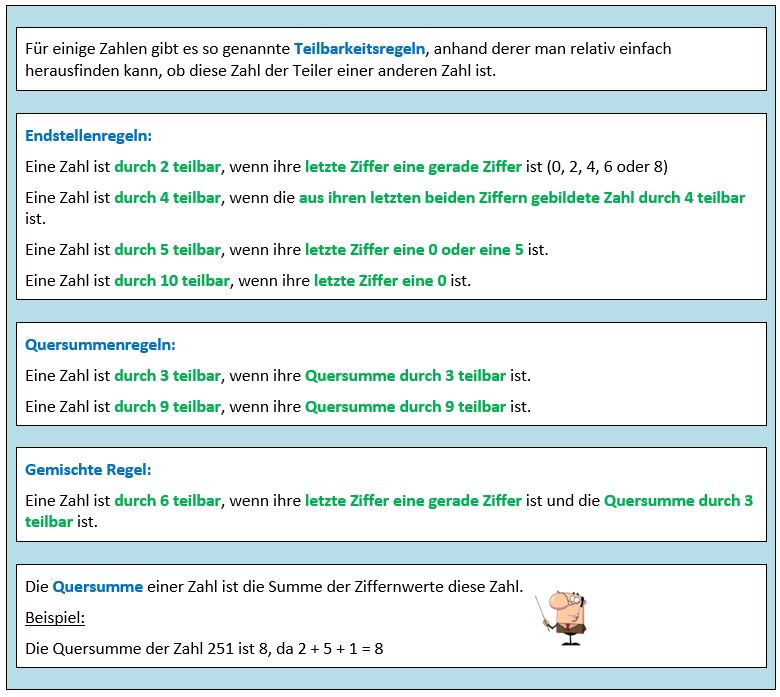 Für einige Zahlen gibt es so genannte Teilbarkeitsregeln, anhand derer man relativ einfach
herausfinden kann, ob diese Zahl der Teiler einer anderen Zahl ist.
Endstellenregeln:
Eine Zahl ist durch 2 teilbar, wenn ihre letzte Ziffer eine gerade Ziffer ist (0, 2, 4, 6 oder 8)
Eine Zahl ist durch 4 teilbar, wenn die aus ihren letzten beiden Ziffern gebildete Zahl durch 4 teilbar
ist.
Eine Zahl ist durch 5 teilbar, wenn ihre letzte Ziffer eine 0 oder eine 5 ist.
Eine Zahl ist durch 10 teilbar, wenn ihre letzte Ziffer eine 0 ist.
Quersummenregeln:
Eine Zahl ist durch 3 teilbar, wenn ihre Quersumme durch 3 teilbar ist.
Eine Zahl ist durch 9 teilbar, wenn ihre Quersumme durch 9 teilbar ist.
Gemischte Regel:
Eine Zahl ist durch 6 teilbar, wenn ihre letzte Ziffer eine gerade Ziffer ist und die Quersumme durch 3
teilbar ist.
Die Quersumme einer Zahl ist die Summe der Ziffernwerte diese Zahl.
Beispiel:
Die Quersumme der Zahl 251 ist 8, da 2 + 5 + 1 = 8